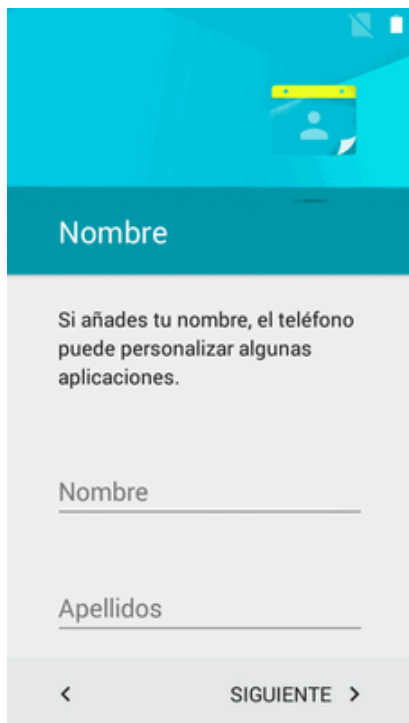 Nombre
Si añades tu nombre, el teléfono
puede personalizar algunas
aplicaciones.
Nombre
Apellidos
SIGUIENTE